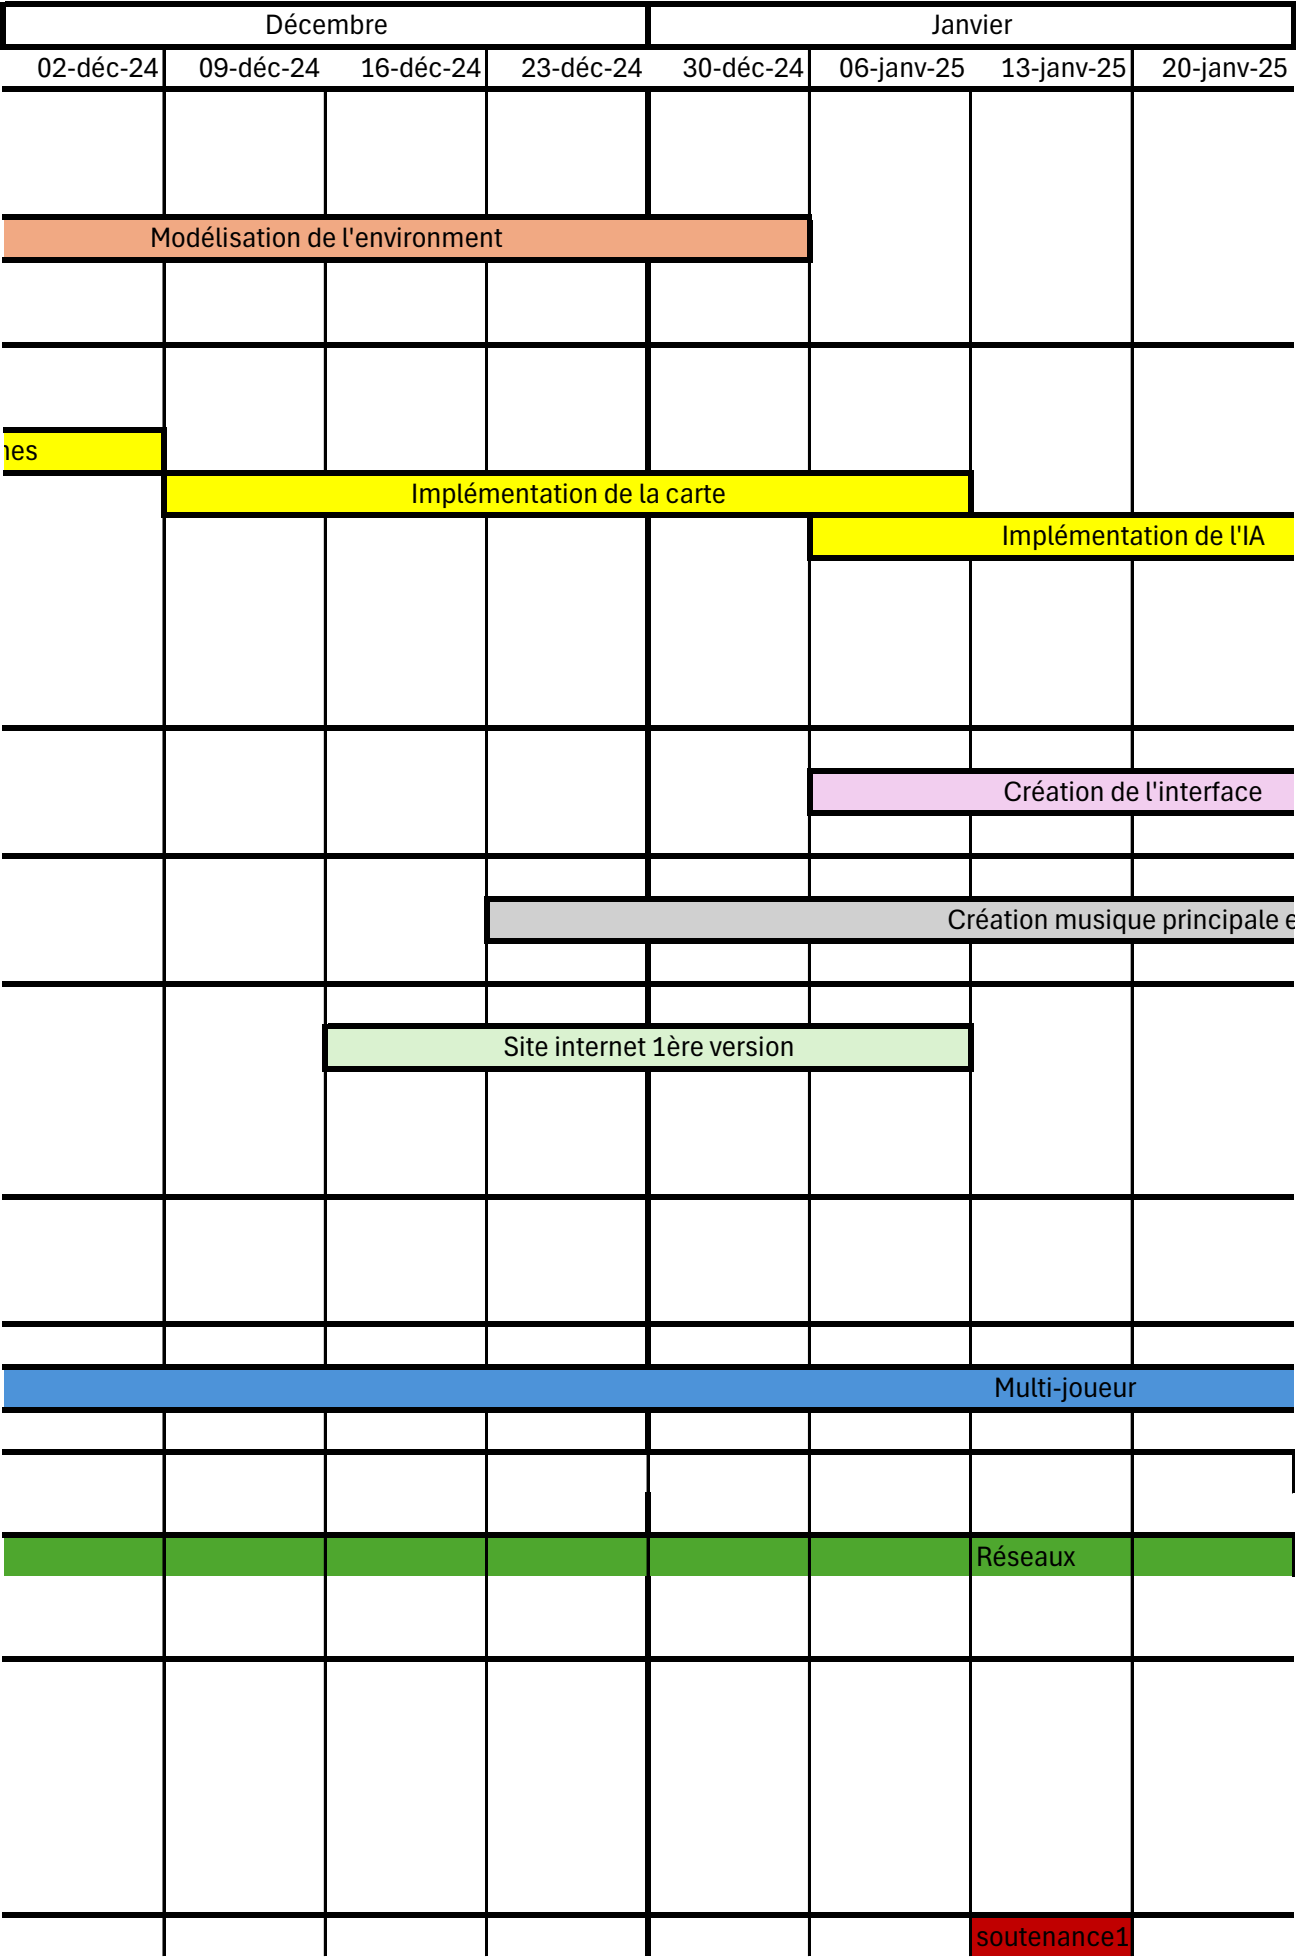 Décembre Janvier
02-déc-24 09-déc-24 16-déc-24 23-déc-24 30-déc-24 06-janv-25 13-janv-25 20-janv-25
Modélisation de l'environment
Implémentation de la carte
Implémentation de l'IA
Création de l'interface
Création musique principale e
Site internet 1ère version
Multi-joueur
Réseaux
soutenance1